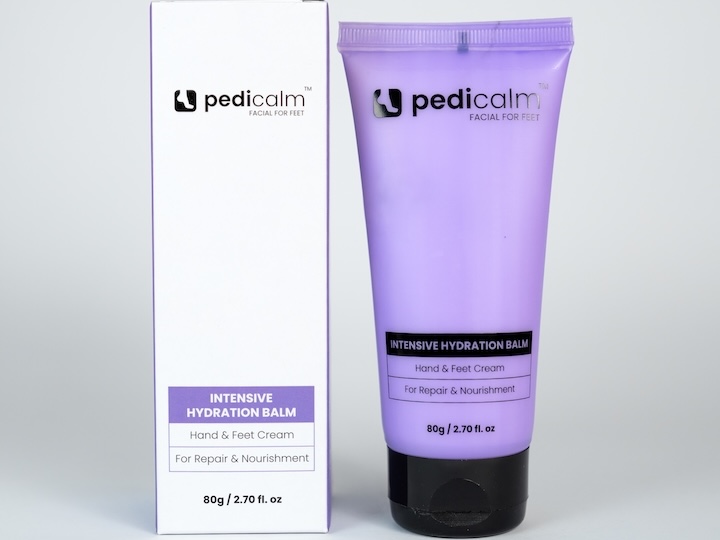 pedicalm™
FACIAL FOR FEET
INTENSIVE
HYDRATION BALM
Hand & Feet Cream
For Repair & Nourishment
80g / 2.70 fl. oz
pedicalm™
FACIAL FOR FEET
INTENSIVE HYDRATION BALM
Hand & Feet Cream
For Repair & Nourishment
80g / 2.70 fl. oz